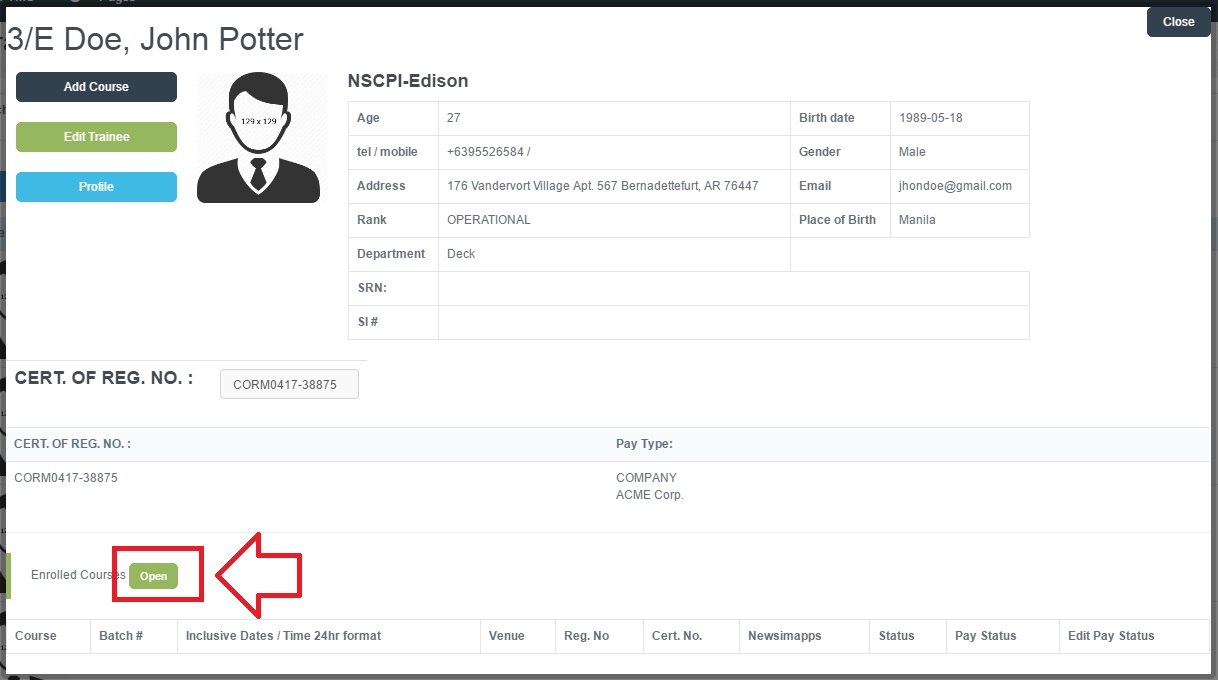 Close
3/E Doe, John Potter
Add Course
Edit Trainee
Profile
129 x 129
NSCPI-Edison
Age 27 Birth date 1989-05-18
tel / mobile +6395526584 / Gender Male
Address 176 Vandervort Village Apt. 567 Bernadettefurt, AR 76447 Email jhondoe@gmail.com
Rank OPERATIONAL Place of Birth Manila
Department Deck
SRN:
SI #
CERT. OF REG. NO. : CORM0417-38875
CERT. OF REG. NO. : Pay Type:
CORM0417-38875 COMPANY
ACME Corp.
Enrolled Courses Open
Course Batch # Inclusive Dates / Time 24hr format Venue Reg. No Cert. No. Newsimapps Status Pay Status Edit Pay Status